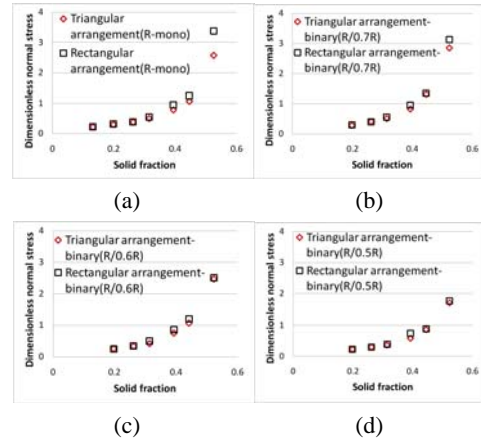 Dimensionless normal stress
4
3
2
1
0
Triangular
arrangement(R-mono)
Rectangular
arrangement(R-mono)
0 0.2 0.4 0.6
Solid fraction
(a)
Dimensionless normal stress
4
3
2
1
0
Triangular arrangement-
binary(R/0.7R)
Rectangular arrangement-
binary(R/0.7R)
0 0.2 0.4 0.6
Solid fraction
(b)
Dimensionless normal stress
4
3
2
1
0
Triangular arrangement-
binary(R/0.6R)
Rectangular arrangement-
binary(R/0.6R)
0 0.2 0.4 0.6
Solid fraction
(c)
Dimensionless normal stress
4
3
2
1
0
Triangular arrangement-
binary(R/0.5R)
Rectangular arrangement-
binary(R/0.5R)
0 0.2 0.4 0.6
Solid fraction
(d)